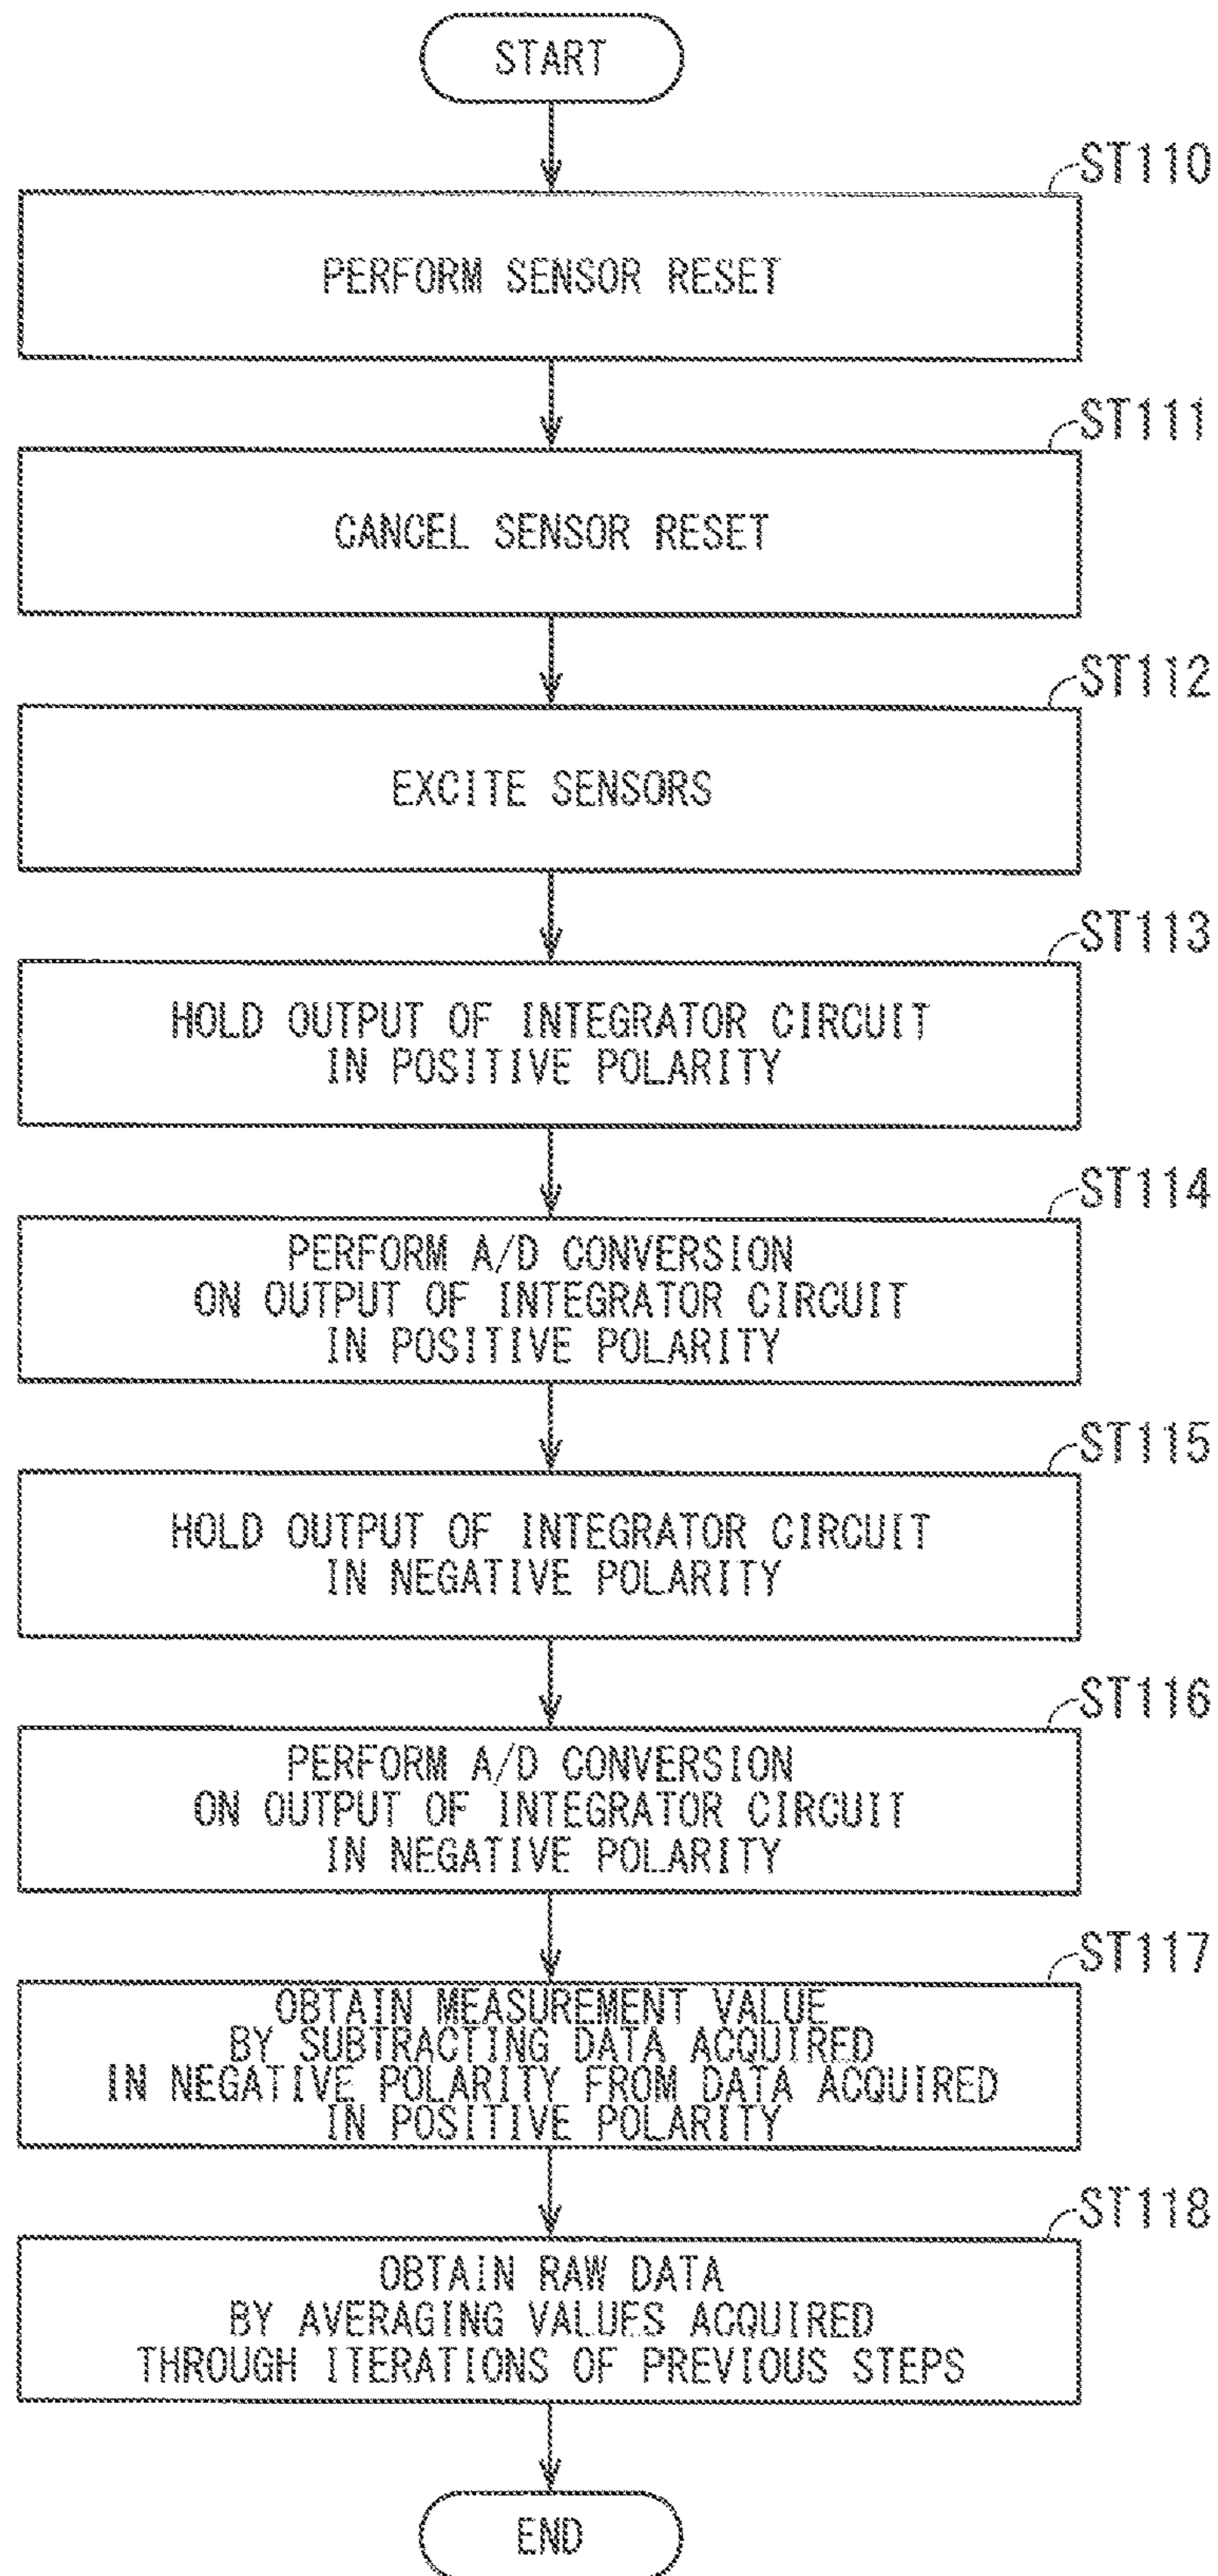 START
ST110
PERFORM SENSOR RESET
ST111
CANCEL SENSOR RESET
ST112
EXCITE SENSORS
ST113
HOLD OUTPUT OF INTEGRATOR CIRCUIT
IN POSITIVE POLARITY
ST114
PERFORM A/D CONVERSION
ON OUTPUT OF INTEGRATOR CIRCUIT
IN POSITIVE POLARITY
ST115
HOLD OUTPUT OF INTEGRATOR CIRCUIT
IN NEGATIVE POLARITY
ST116
PERFORM A/D CONVERSION
ON OUTPUT OF INTEGRATOR CIRCUIT
IN NEGATIVE POLARITY
ST117
OBTAIN MEASUREMENT VALUE
BY SUBTRACTING DATA ACQUIRED
IN NEGATIVE POLARITY FROM DATA ACQUIRED
IN POSITIVE POLARITY
ST118
OBTAIN RAW DATA
BY AVERAGING VALUES ACQUIRED
THROUGH ITERATIONS OF PREVIOUS STEPS
END